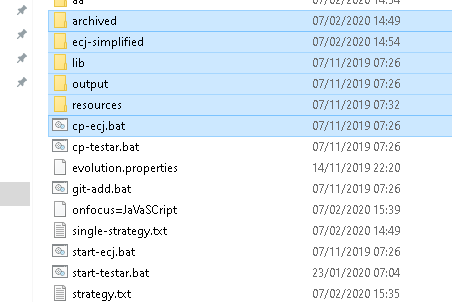 aa 07/02/2020 14:54
archived 07/02/2020 14:49
ecj-simplified 07/02/2020 14:54
lib 07/11/2019 07:26
output 07/11/2019 07:26
resources 07/11/2019 07:32
cp-ecj.bat 07/11/2019 07:26
cp-testar.bat 07/11/2019 07:26
evolution.properties 14/11/2019 22:20
git-add.bat 07/11/2019 07:26
onfocus=JaVaSCript 07/02/2020 15:39
single-strategy.txt 07/02/2020 14:49
start-ecj.bat 07/11/2019 07:26
start-testar.bat 23/01/2020 07:04
strategy.txt 07/02/2020 15:35